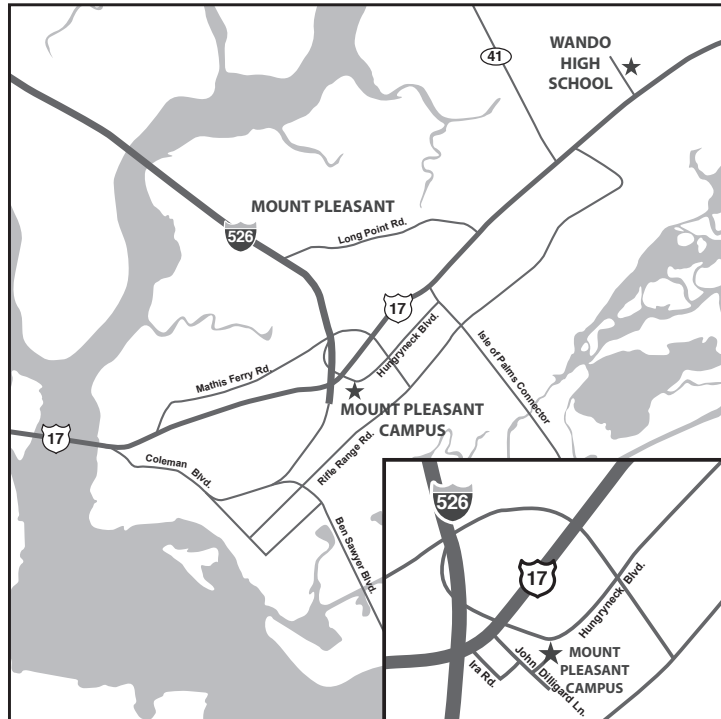 WANDO
HIGH
SCHOOL
41
MOUNT PLEASANT
526
Long Point Rd.
17
Hungryneck Blvd.
Isle of Palms Connector
Mathis Ferry Rd.
MOUNT PLEASANT
CAMPUS
17
Coleman Blvd.
Rifle Range Rd.
Ben Sawyer Blvd.
526
17
Hungryneck Blvd.
Ira Rd.
John Dilligard Ln.
MOUNT
PLEASANT
CAMPUS